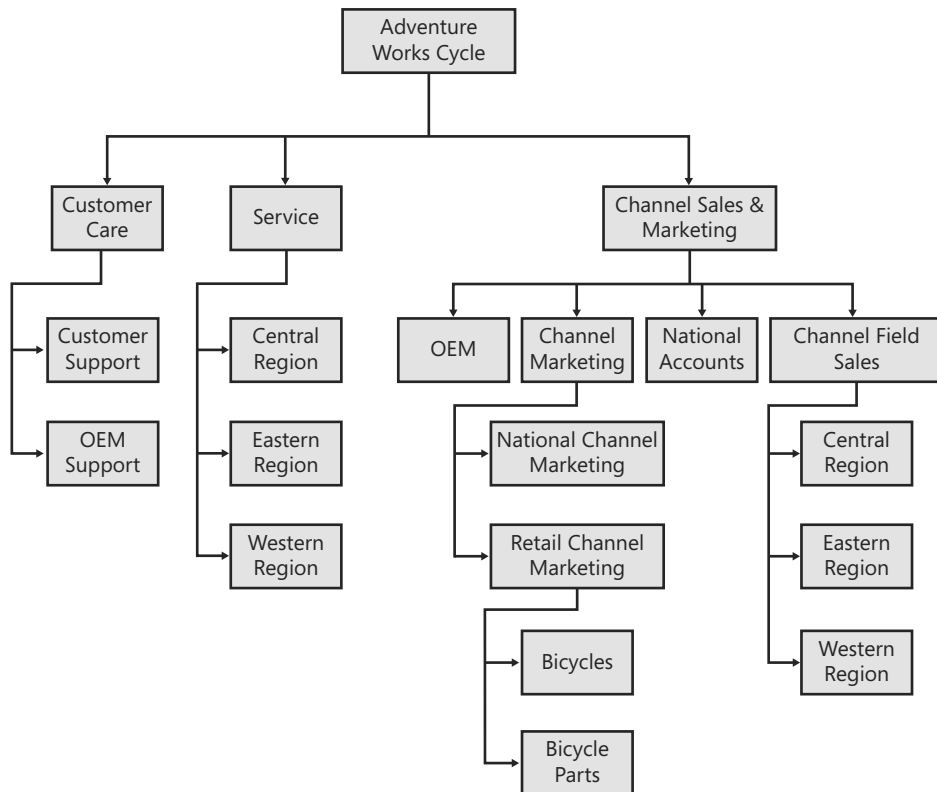 Adventure
Works Cycle
Customer
Care
Service
Channel Sales &
Marketing
Customer
Support
OEM
Support
Central
Region
Eastern
Region
Western
Region
OEM
Channel
Marketing
National
Accounts
Channel Field
Sales
National Channel
Marketing
Retail Channel
Marketing
Bicycles
Bicycle
Parts
Central
Region
Eastern
Region
Western
Region